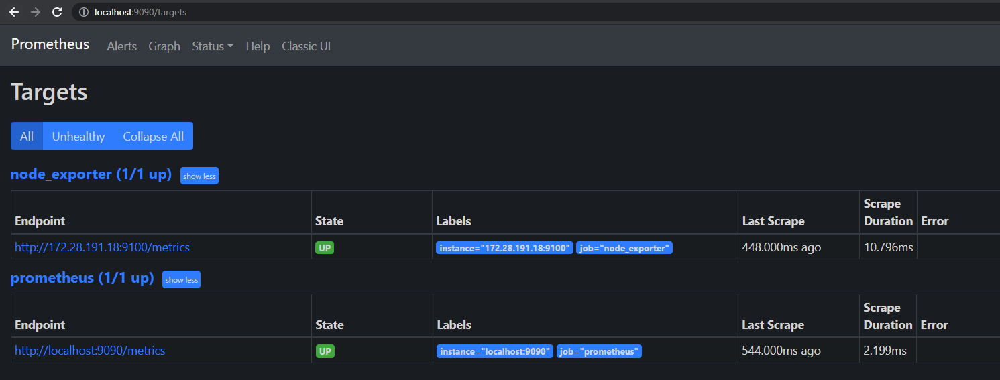 localhost:9090/targets
Prometheus Alerts Graph Status Help Classic UI
Targets
All Unhealthy Collapse All
node_exporter (1/1 up) show less
Endpoint State Labels Last Scrape Scrape Duration Error
http://172.28.191.18:9100/metrics UP instance="172.28.191.18:9100" job="node_exporter" 448.000ms ago 10.796ms
prometheus (1/1 up) show less
Endpoint State Labels Last Scrape Scrape Duration Error
http://localhost:9090/metrics UP instance="localhost:9090" job="prometheus" 544.000ms ago 2.199ms